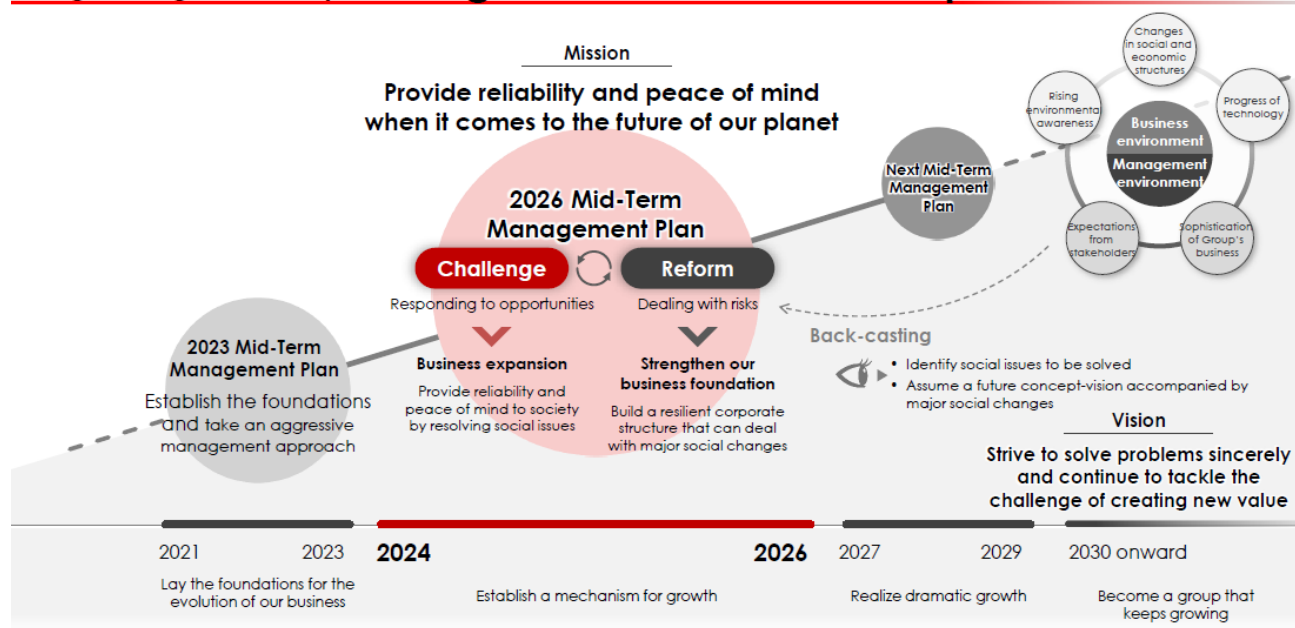 Mission
Provide reliability and peace of mind
when it comes to the future of our planet
Changes
in social and
economic
structures
Rising
environmental
awareness
Progress of
technology
Business
environment
Management
environment
Expectations
from
stakeholders
Sophistication
of Group's
business
Next Mid-Term
Management
Plan
2026 Mid-Term
Management Plan
Challenge
Reform
Responding to opportunities
Dealing with risks
Business expansion
Provide reliability and
peace of mind to society
by resolving social issues
Strengthen our
business foundation
Build a resilient corporate
structure that can deal
with major social changes
2023 Mid-Term
Management Plan
Establish the foundations
and take an aggressive
management approach
Back-casting
• Identify social issues to be solved
• Assume a future concept-vision accompanied by
major social changes
Vision
Strive to solve problems sincerely
and continue to tackle the
challenge of creating new value
2021
2023
2024
2026
2027
2029
2030 onward
Lay the foundations for the
evolution of our business
Establish a mechanism for growth
Realize dramatic growth
Become a group that
keeps growing